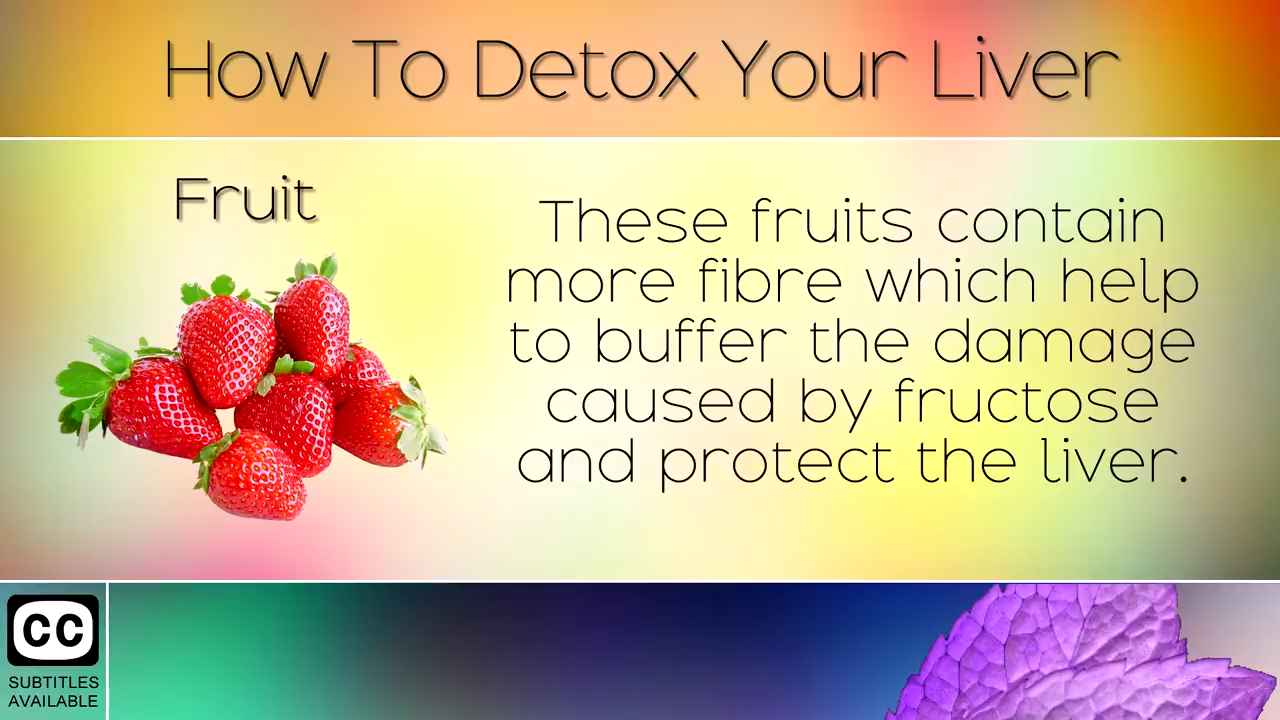 How To Detox Your Liver
Fruit
These fruits contain
more fibre which help
to buffer the damage
caused by fructose
and protect the liver.
CC
SUBTITLES
AVAILABLE